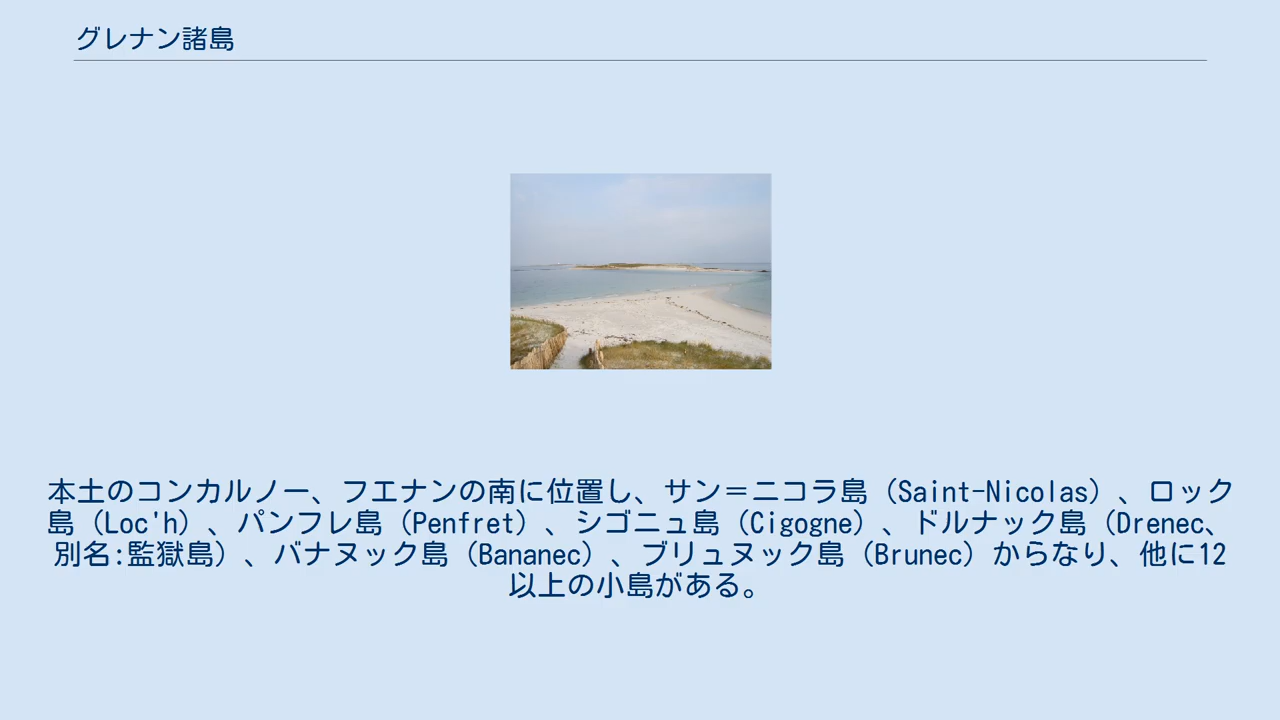 グレナン諸島
本土のコンカルノー、フエナンの南に位置し、サン＝ニコラ島（Saint-Nicolas）、ロック
島（Loc'h）、パンフレ島（Penfret）、シゴニュ島（Cigogne）、ドルナック島（Drenec、
別名:監獄島）、バナヌック島（Bananec）、ブリュヌック島（Brunec）からなり、他に12
以上の小島がある。